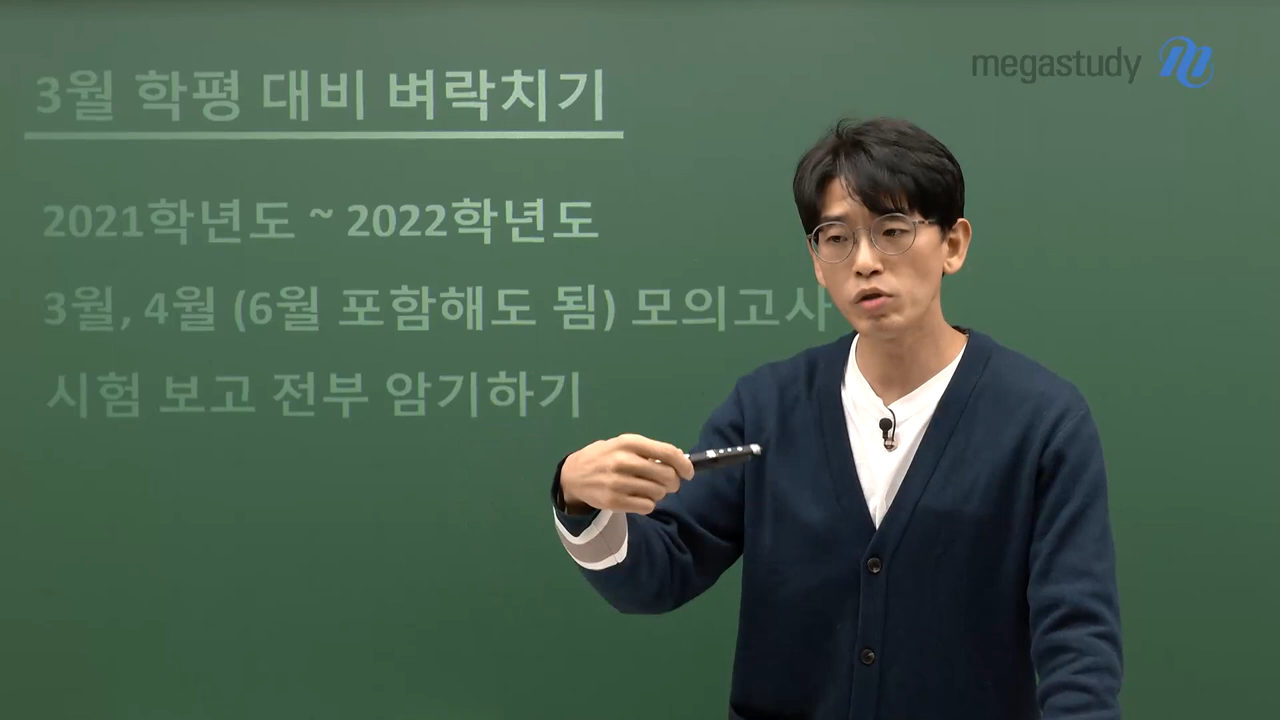 megastudy
3월 학평 대비 벼락치기
2021학년도 ~ 2022학년도
3월, 4월 (6월 포함해도 됨) 모의고사
시험 보고 전부 암기하기